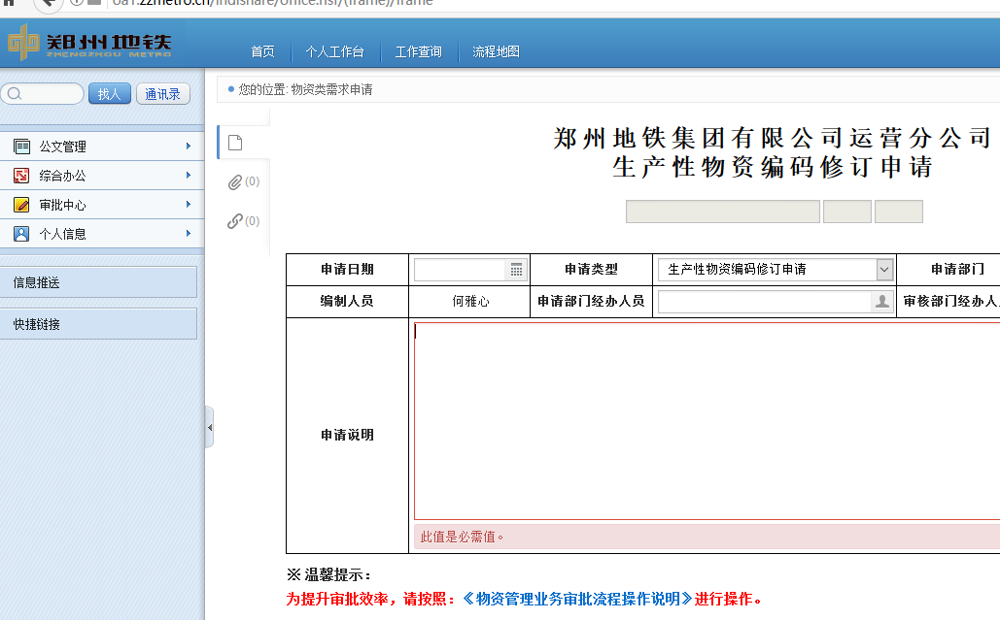 oa1.zzmetro.cn/indishare/office.nsf/(frame)/frame
郑州地铁
ZHENGZHOU METRO
首页 个人工作台 工作查询 流程地图
找人 通讯录
您的位置: 物资类需求申请
公文管理
综合办公
审批中心
个人信息
信息推送
快捷链接
(0)
(0)
郑州地铁集团有限公司运营分公司
生产性物资编码修订申请
申请日期 申请类型 生产性物资编码修订申请 申请部门
编制人员 何雅心 申请部门经办人员 审核部门经办人
申请说明
此值是必需值。
※ 温馨提示：
为提升审批效率，请按照：《物资管理业务审批流程操作说明》进行操作。